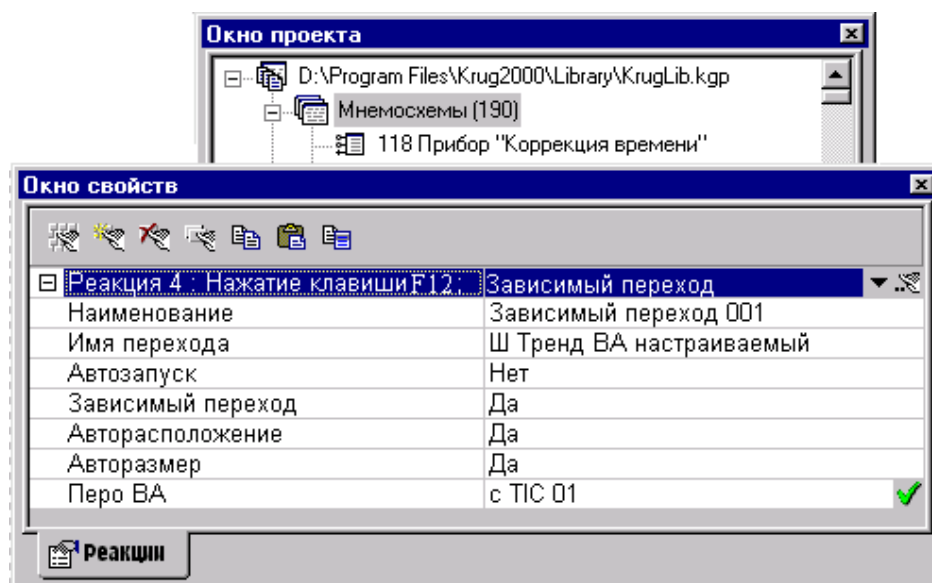 Окно проекта
D:\Program Files\Krug2000\Library\KrugLib.kgp
Мнемосхемы (190)
118 Прибор "Коррекция времени"
Окно свойств
Реакция 4 : Нажатие клавиши F12; Зависимый переход
Наименование Зависимый переход 001
Имя перехода Ш Тренд ВА настраиваемый
Автозапуск Нет
Зависимый переход Да
Авторасположение Да
Авторазмер Да
Перо ВА с TIC 01
Реакции